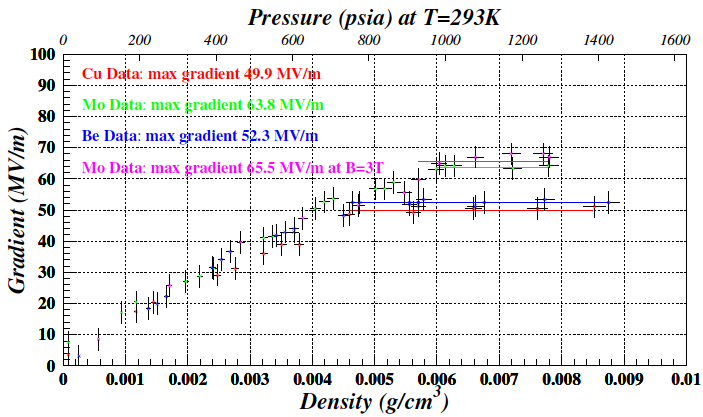 Pressure (psia) at T=293K
0 200 400 600 800 1000 1200 1400 1600
100
90
80
70
60
50
40
30
20
10
0
Gradient (MV/m)
Cu Data: max gradient 49.9 MV/m
Mo Data: max gradient 63.8 MV/m
Be Data: max gradient 52.3 MV/m
Mo Data: max gradient 65.5 MV/m at B=3T
0 0.001 0.002 0.003 0.004 0.005 0.006 0.007 0.008 0.009 0.01
Density (g/cm³)